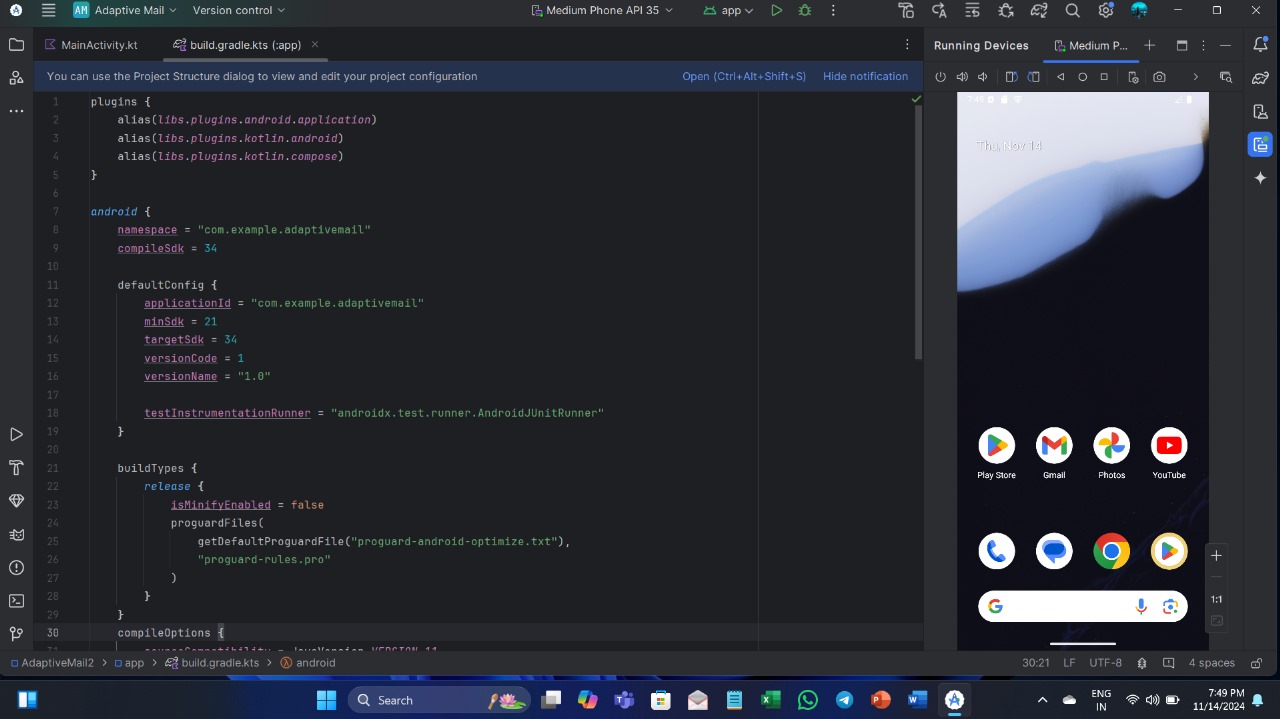 AM Adaptive Mail Version control Medium Phone API 35 app
MainActivity.kt build.gradle.kts (:app) Running Devices Medium P...
You can use the Project Structure dialog to view and edit your project configuration Open (Ctrl+Alt+Shift+S) Hide notification
1 plugins {
2 alias(libs.plugins.android.application)
3 alias(libs.plugins.kotlin.android)
4 alias(libs.plugins.kotlin.compose)
5 }
6
7 android {
8 namespace = "com.example.adaptivemail"
9 compileSdk = 34
10
11 defaultConfig {
12 applicationId = "com.example.adaptivemail"
13 minSdk = 21
14 targetSdk = 34
15 versionCode = 1
16 versionName = "1.0"
17
18 testInstrumentationRunner = "androidx.test.runner.AndroidJUnitRunner"
19 }
20
21 buildTypes {
22 release {
23 isMinifyEnabled = false
24 proguardFiles(
25 getDefaultProguardFile("proguard-android-optimize.txt"),
26 "proguard-rules.pro"
27 )
28 }
29 }
30 compileOptions {
7:49
Thu, Nov 14
Play Store Gmail Photos YouTube
1:1
AdaptiveMail2 > app > build.gradle.kts > android 30:21 LF UTF-8 4 spaces
Search ENG IN 7:49 PM 11/14/2024